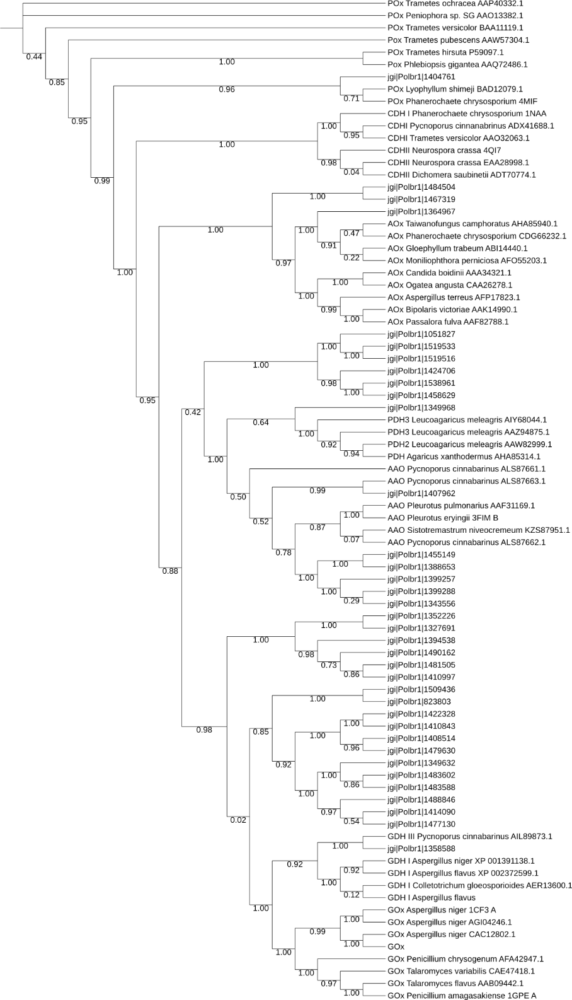 POx Trametes ochracea AAP40332.1
POx Peniophora sp. SG AAO13382.1
POx Trametes versicolor BAA11119.1
0.44
Pox Trametes pubescens AAW57304.1
0.85
POx Trametes hirsuta P59097.1
1.00
Pox Phlebiopsis gigantea AAQ72486.1
0.95
jgi|Polbr1|1404761
0.96
POx Lyophyllum shimeji BAD12079.1
0.71
POx Phanerochaete chrysosporium 4MIF
0.99
CDH I Phanerochaete chrysosporium 1NAA
1.00
CDHI Pycnoporus cinnanabrinus ADX41688.1
0.95
CDHI Trametes versicolor AAO32063.1
1.00
CDHII Neurospora crassa 4QI7
0.98
CDHII Neurospora crassa EAA28998.1
0.04
CDHII Dichomera saubinetii ADT70774.1
1.00
jgi|Polbr1|1484504
1.00
jgi|Polbr1|1467319
1.00
jgi|Polbr1|1364967
1.00
AOx Taiwanofungus camphoratus AHA85940.1
0.47
AOx Phanerochaete chrysosporium CDG66232.1
0.91
AOx Gloephyllum trabeum ABI14440.1
0.22
AOx Moniliophthora perniciosa AFO55203.1
0.97
AOx Candida boidinii AAA34321.1
1.00
AOx Ogatea angusta CAA26278.1
1.00
AOx Aspergillus terreus AFP17823.1
0.99
AOx Bipolaris victoriae AAK14990.1
1.00
AOx Passalora fulva AAF82788.1
0.95
jgi|Polbr1|1051827
1.00
jgi|Polbr1|1519533
1.00
jgi|Polbr1|1519516
1.00
jgi|Polbr1|1424706
0.98
jgi|Polbr1|1538961
1.00
jgi|Polbr1|1458629
0.42
jgi|Polbr1|1349968
0.64
PDH3 Leucoagaricus meleagris AIY68044.1
1.00
PDH3 Leucoagaricus meleagris AAZ94875.1
0.92
PDH2 Leucoagaricus meleagris AAW82999.1
0.94
PDH Agaricus xanthodermus AHA85314.1
1.00
AAO Pycnoporus cinnabarinus ALS87661.1
0.50
AAO Pycnoporus cinnabarinus ALS87663.1
0.99
jgi|Polbr1|1407962
0.52
AAO Pleurotus pulmonarius AAF31169.1
1.00
AAO Pleurotus eryingii 3FIM B
0.87
AAO Sistotremastrum niveocremeum KZS87951.1
0.07
AAO Pycnoporus cinnabarinus ALS87662.1
0.78
jgi|Polbr1|1455149
1.00
jgi|Polbr1|1388653
1.00
jgi|Polbr1|1399257
1.00
jgi|Polbr1|1399288
0.29
jgi|Polbr1|1343556
0.88
jgi|Polbr1|1352226
1.00
jgi|Polbr1|1327691
1.00
jgi|Polbr1|1394538
0.98
jgi|Polbr1|1490162
0.73
jgi|Polbr1|1481505
0.86
jgi|Polbr1|1410997
0.98
jgi|Polbr1|1509436
1.00
jgi|Polbr1|823803
0.85
jgi|Polbr1|1422328
1.00
jgi|Polbr1|1410843
1.00
jgi|Polbr1|1408514
0.96
jgi|Polbr1|1479630
0.92
jgi|Polbr1|1349632
1.00
jgi|Polbr1|1483602
0.86
jgi|Polbr1|1483588
1.00
jgi|Polbr1|1488846
0.97
jgi|Polbr1|1414090
0.54
jgi|Polbr1|1477130
0.02
GDH III Pycnoporus cinnabarinus AIL89873.1
1.00
jgi|Polbr1|1358588
0.92
GDH I Aspergillus niger XP 001391138.1
0.92
GDH I Aspergillus flavus XP 002372599.1
1.00
GDH I Colletotrichum gloeosporioides AER13600.1
0.12
GDH I Aspergillus flavus
1.00
GOx Aspergillus niger 1CF3 A
1.00
GOx Aspergillus niger AGI04246.1
0.99
GOx Aspergillus niger CAC12802.1
1.00
GOx
1.00
GOx Penicillium chrysogenum AFA42947.1
1.00
GOx Talaromyces variabilis CAE47418.1
0.97
GOx Talaromyces flavus AAB09442.1
1.00
GOx Penicillium amagasakiense 1GPE A